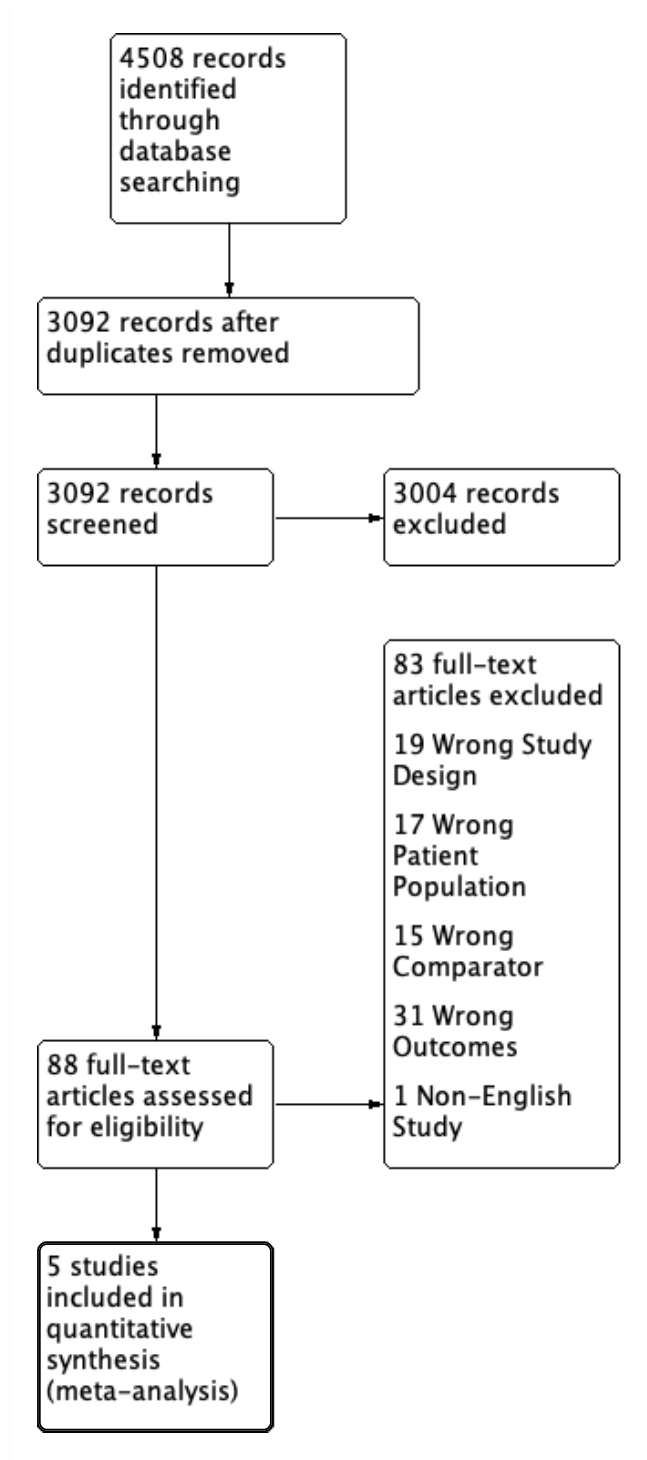 4508 records
identified
through
database
searching
3092 records after
duplicates removed
3092 records
screened
3004 records
excluded
83 full-text
articles excluded
19 Wrong Study
Design
17 Wrong
Patient
Population
15 Wrong
Comparator
31 Wrong
Outcomes
1 Non-English
Study
88 full-text
articles assessed
for eligibility
5 studies
included in
quantitative
synthesis
(meta-analysis)